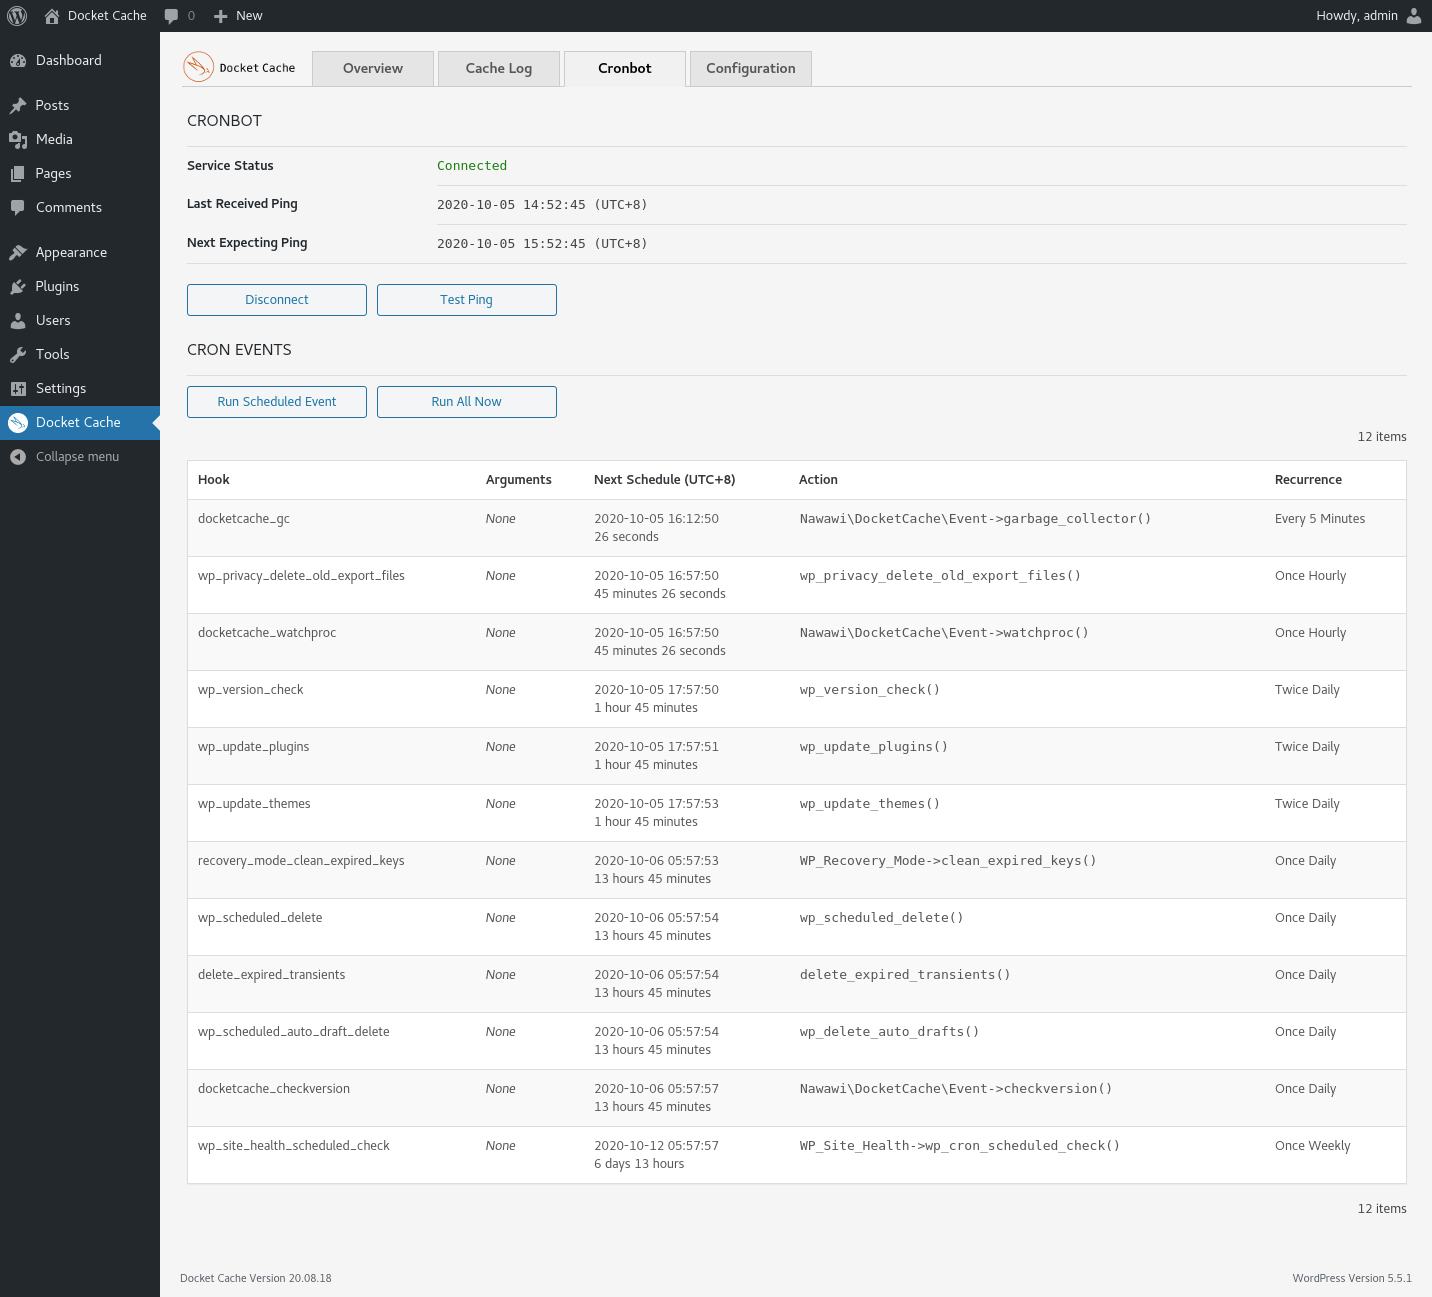 Docket Cache
0
New
Howdy, admin
Dashboard
Posts
Media
Pages
Comments
Appearance
Plugins
Users
Tools
Settings
Docket Cache
Collapse menu
Docket Cache
Overview
Cache Log
Cronbot
Configuration
CRONBOT
Service Status Connected
Last Received Ping 2020-10-05 14:52:45 (UTC+8)
Next Expecting Ping 2020-10-05 15:52:45 (UTC+8)
Disconnect
Test Ping
CRON EVENTS
Run Scheduled Event
Run All Now
12 items
Hook Arguments Next Schedule (UTC+8) Action Recurrence
docketcache_gc None 2020-10-05 16:12:50 Nawawi\DocketCache\Event->garbage_collector() Every 5 Minutes
26 seconds
wp_privacy_delete_old_export_files None 2020-10-05 16:57:50 wp_privacy_delete_old_export_files() Once Hourly
45 minutes 26 seconds
docketcache_watchproc None 2020-10-05 16:57:50 Nawawi\DocketCache\Event->watchproc() Once Hourly
45 minutes 26 seconds
wp_version_check None 2020-10-05 17:57:50 wp_version_check() Twice Daily
1 hour 45 minutes
wp_update_plugins None 2020-10-05 17:57:51 wp_update_plugins() Twice Daily
1 hour 45 minutes
wp_update_themes None 2020-10-05 17:57:53 wp_update_themes() Twice Daily
1 hour 45 minutes
recovery_mode_clean_expired_keys None 2020-10-06 05:57:53 WP_Recovery_Mode->clean_expired_keys() Once Daily
13 hours 45 minutes
wp_scheduled_delete None 2020-10-06 05:57:54 wp_scheduled_delete() Once Daily
13 hours 45 minutes
delete_expired_transients None 2020-10-06 05:57:54 delete_expired_transients() Once Daily
13 hours 45 minutes
wp_scheduled_auto_draft_delete None 2020-10-06 05:57:54 wp_delete_auto_drafts() Once Daily
13 hours 45 minutes
docketcache_checkversion None 2020-10-06 05:57:57 Nawawi\DocketCache\Event->checkversion() Once Daily
13 hours 45 minutes
wp_site_health_scheduled_check None 2020-10-12 05:57:57 WP_Site_Health->wp_cron_scheduled_check() Once Weekly
6 days 13 hours
12 items
Docket Cache Version 20.08.18
WordPress Version 5.5.1